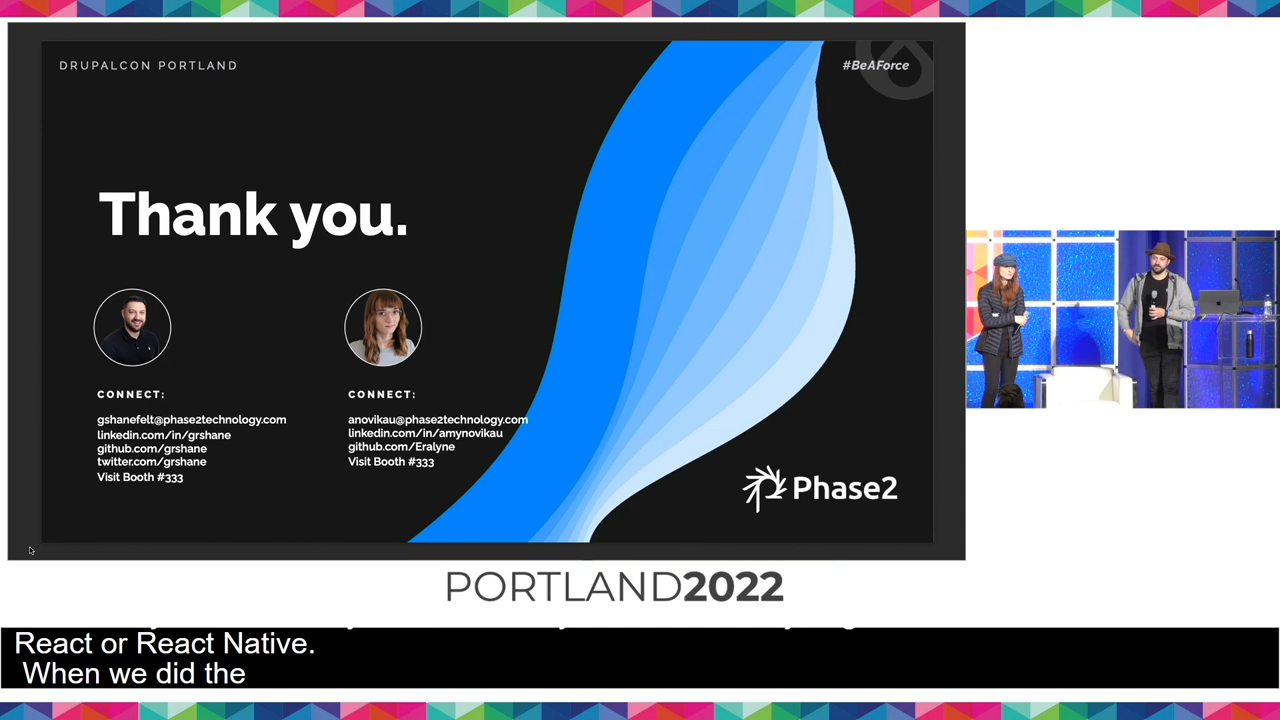 DRUPALCON PORTLAND
#BeAForce
Thank you.
CONNECT:
gshanefelt@phase2technology.com
linkedin.com/in/grshane
github.com/grshane
twitter.com/grshane
Visit Booth #333
CONNECT:
anovikau@phase2technology.com
linkedin.com/in/amynovikau
github.com/Eralyne
Visit Booth #333
Phase2
PORTLAND2022
React or React Native.
When we did the